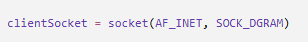 clientSocket = socket(AF_INET, SOCK_DGRAM)